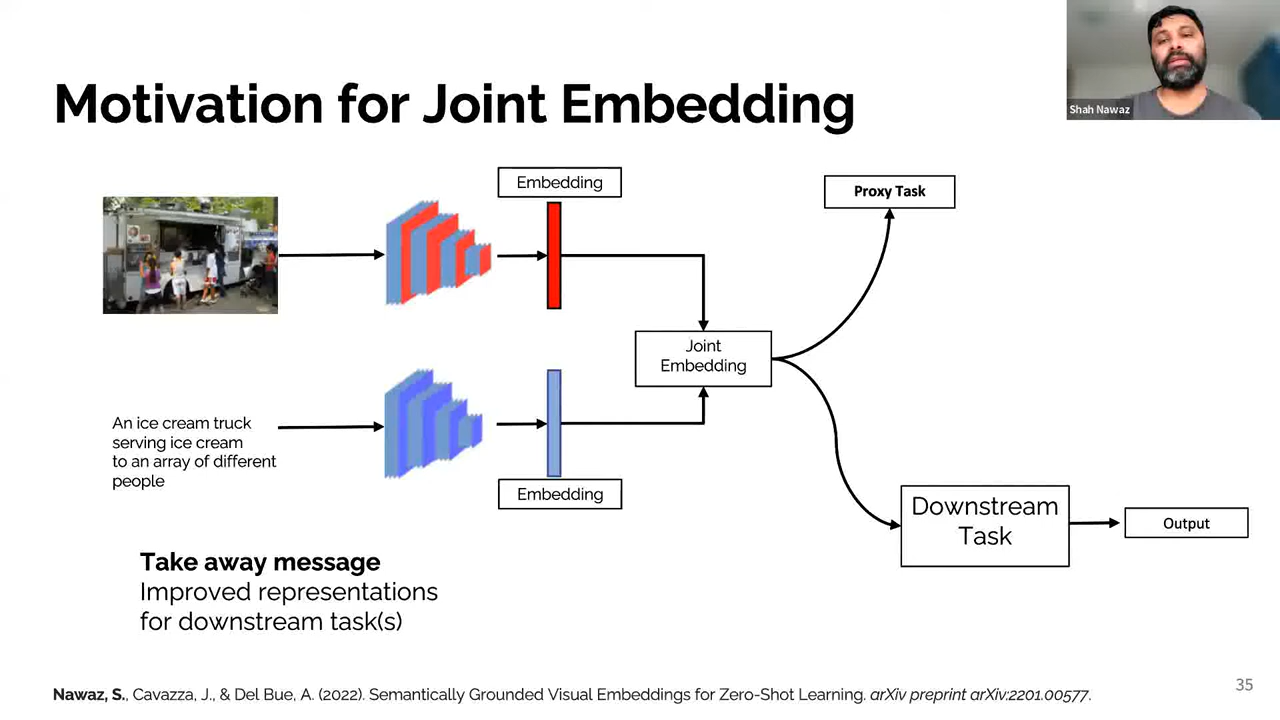 Shah Nawaz
Motivation for Joint Embedding
Embedding
Proxy Task
Joint
Embedding
An ice cream truck
serving ice cream
to an array of different
people
Embedding
Downstream
Task
Output
Take away message
Improved representations
for downstream task(s)
Nawaz, S., Cavazza, J., & Del Bue, A. (2022). Semantically Grounded Visual Embeddings for Zero-Shot Learning. arXiv preprint arXiv:2201.00577.
35